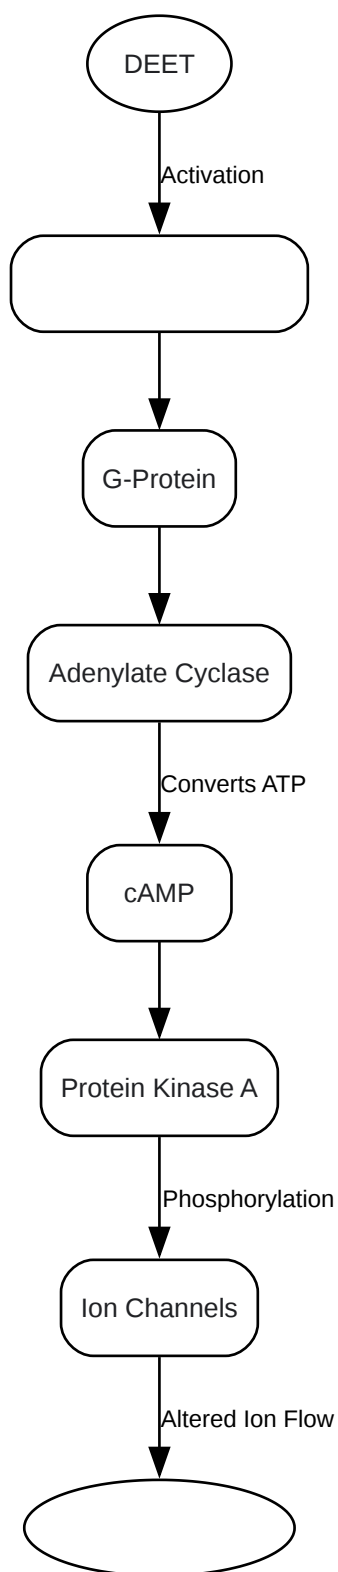 DEET
Activation
G-Protein
Adenylate Cyclase
Converts ATP
cAMP
Protein Kinase A
Phosphorylation
Ion Channels
Altered Ion Flow